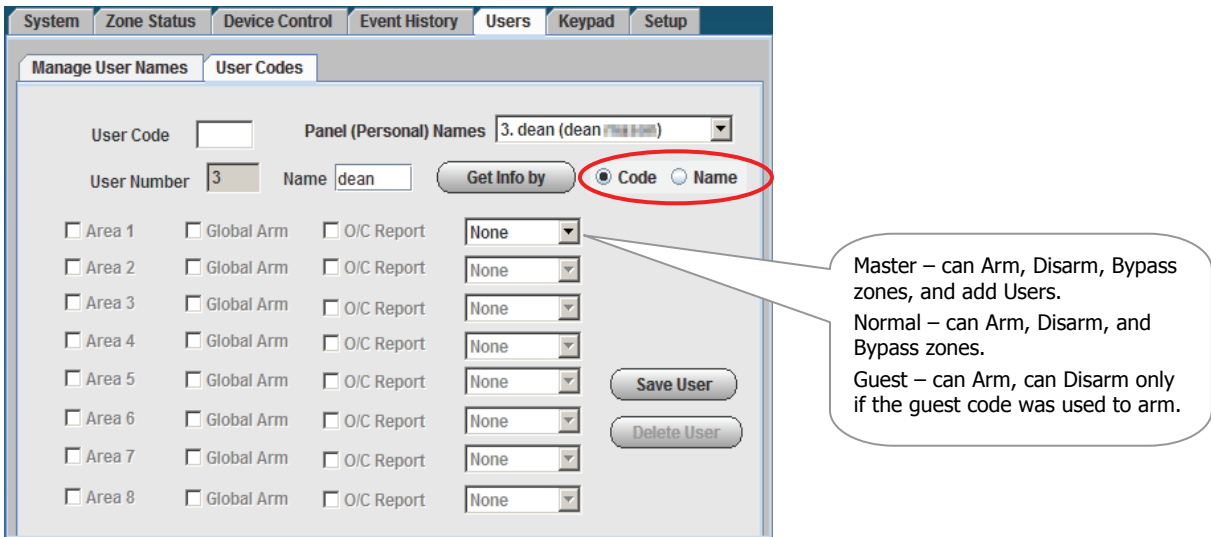 System Zone Status Device Control Event History Users Keypad Setup
Manage User Names User Codes
User Code Panel (Personal) Names 3. dean (dean )
User Number 3 Name dean Get Info by Code Name
Area 1 Global Arm O/C Report None
Area 2 Global Arm O/C Report None
Area 3 Global Arm O/C Report None
Area 4 Global Arm O/C Report None
Area 5 Global Arm O/C Report None Save User
Area 6 Global Arm O/C Report None Delete User
Area 7 Global Arm O/C Report None
Area 8 Global Arm O/C Report None
Master – can Arm, Disarm, Bypass
zones, and add Users.
Normal – can Arm, Disarm, and
Bypass zones.
Guest – can Arm, can Disarm only
if the guest code was used to arm.